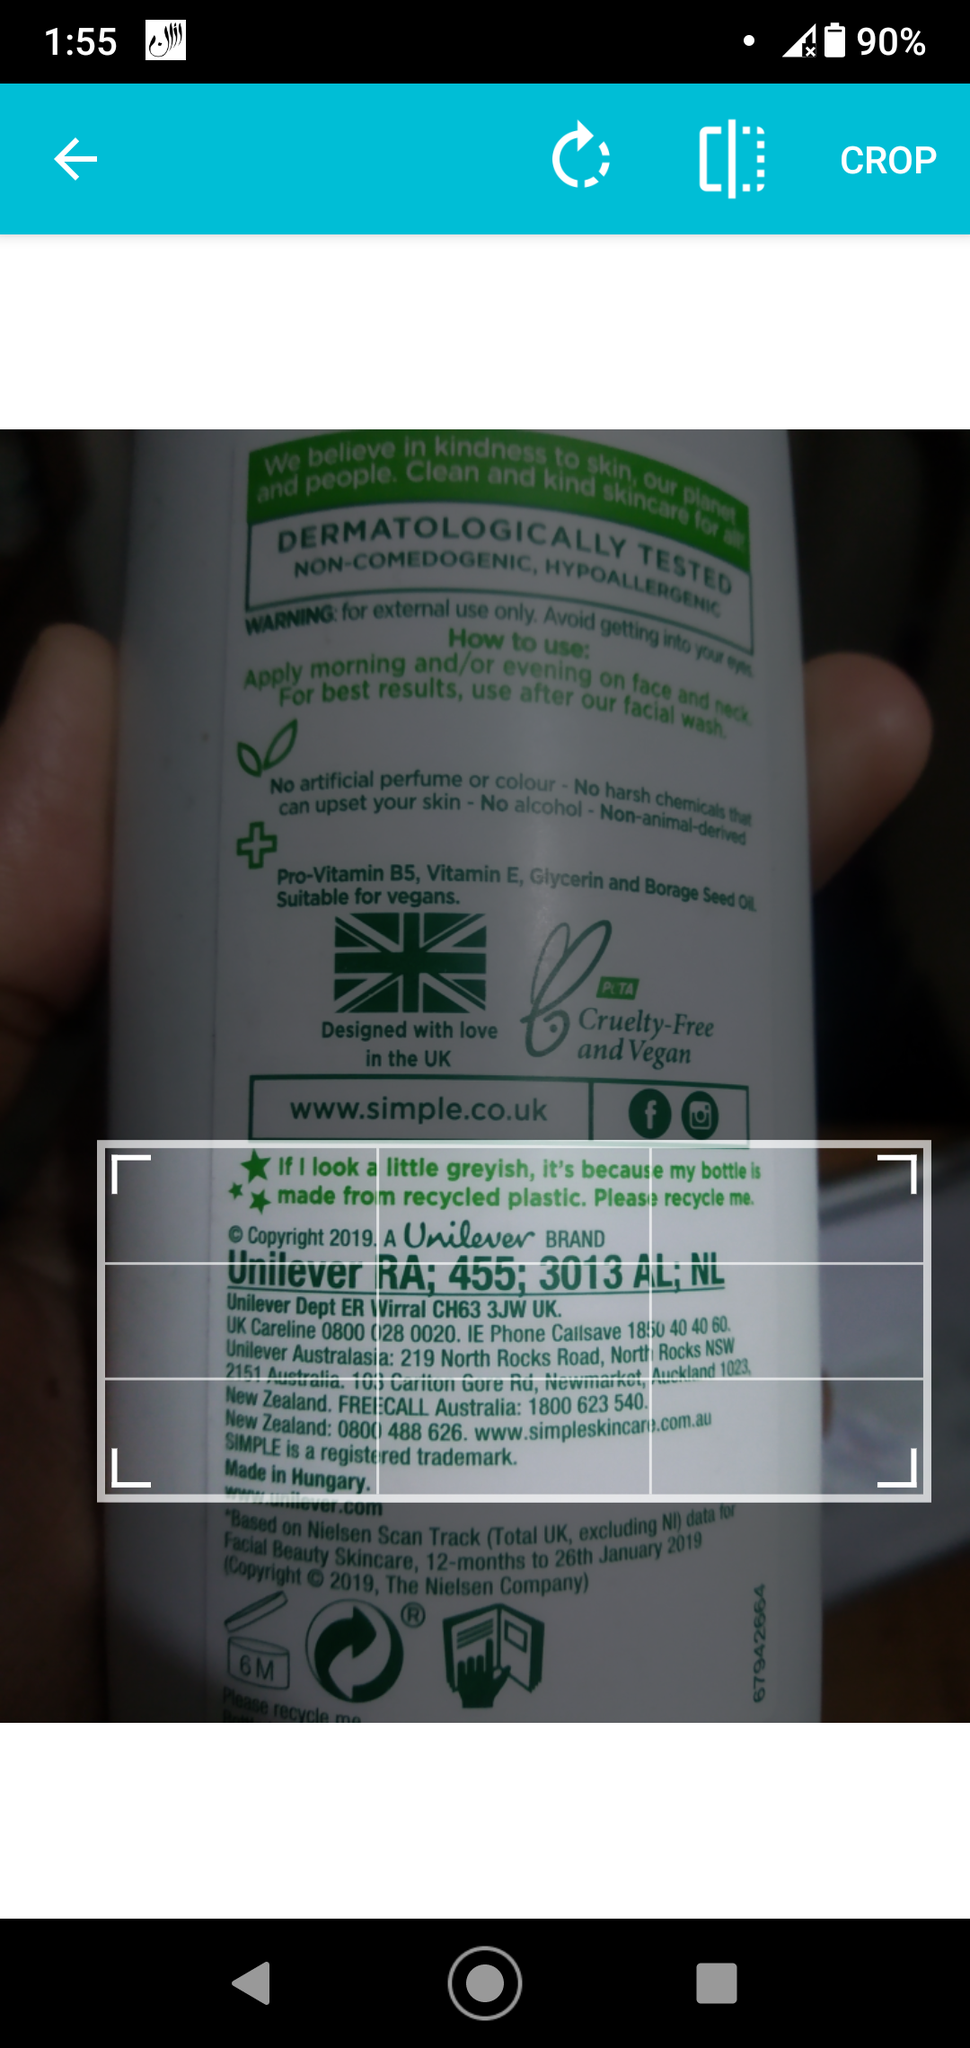 1:55
90%
CROP
We believe in kindness to skin, our planet
and people. Clean and kind skincare for all!
DERMATOLOGICALLY TESTED
NON-COMEDOGENIC, HYPOALLERGENIC
WARNING: for external use only. Avoid getting into your eyes.
How to use:
Apply morning and/or evening on face and neck.
For best results, use after our facial wash.
No artificial perfume or colour - No harsh chemicals that
can upset your skin - No alcohol - Non-animal-derived
Pro-Vitamin B5, Vitamin E, Glycerin and Borage Seed Oil.
Suitable for vegans.
Designed with love
in the UK
PETA
Cruelty-Free
and Vegan
www.simple.co.uk
If I look a little greyish, it's because my bottle is
made from recycled plastic. Please recycle me.
© Copyright 2019. A Unilever BRAND
Unilever RA; 455; 3013 AL; NL
Unilever Dept ER Wirral CH63 3JW UK.
UK Careline 0800 028 0020. IE Phone Callsave 1850 40 40 60.
Unilever Australasia: 219 North Rocks Road, North Rocks NSW
2151 Australia. 103 Carlton Gore Rd, Newmarket, Auckland 1023,
New Zealand. FREECALL Australia: 1800 623 540.
New Zealand: 0800 488 626. www.simpleskincare.com.au
SIMPLE is a registered trademark.
Made in Hungary.
www.unilever.com
*Based on Nielsen Scan Track (Total UK, excluding NI) data for
Facial Beauty Skincare, 12-months to 26th January 2019
(Copyright © 2019, The Nielsen Company)
®
6M
67942664
Please recycle me